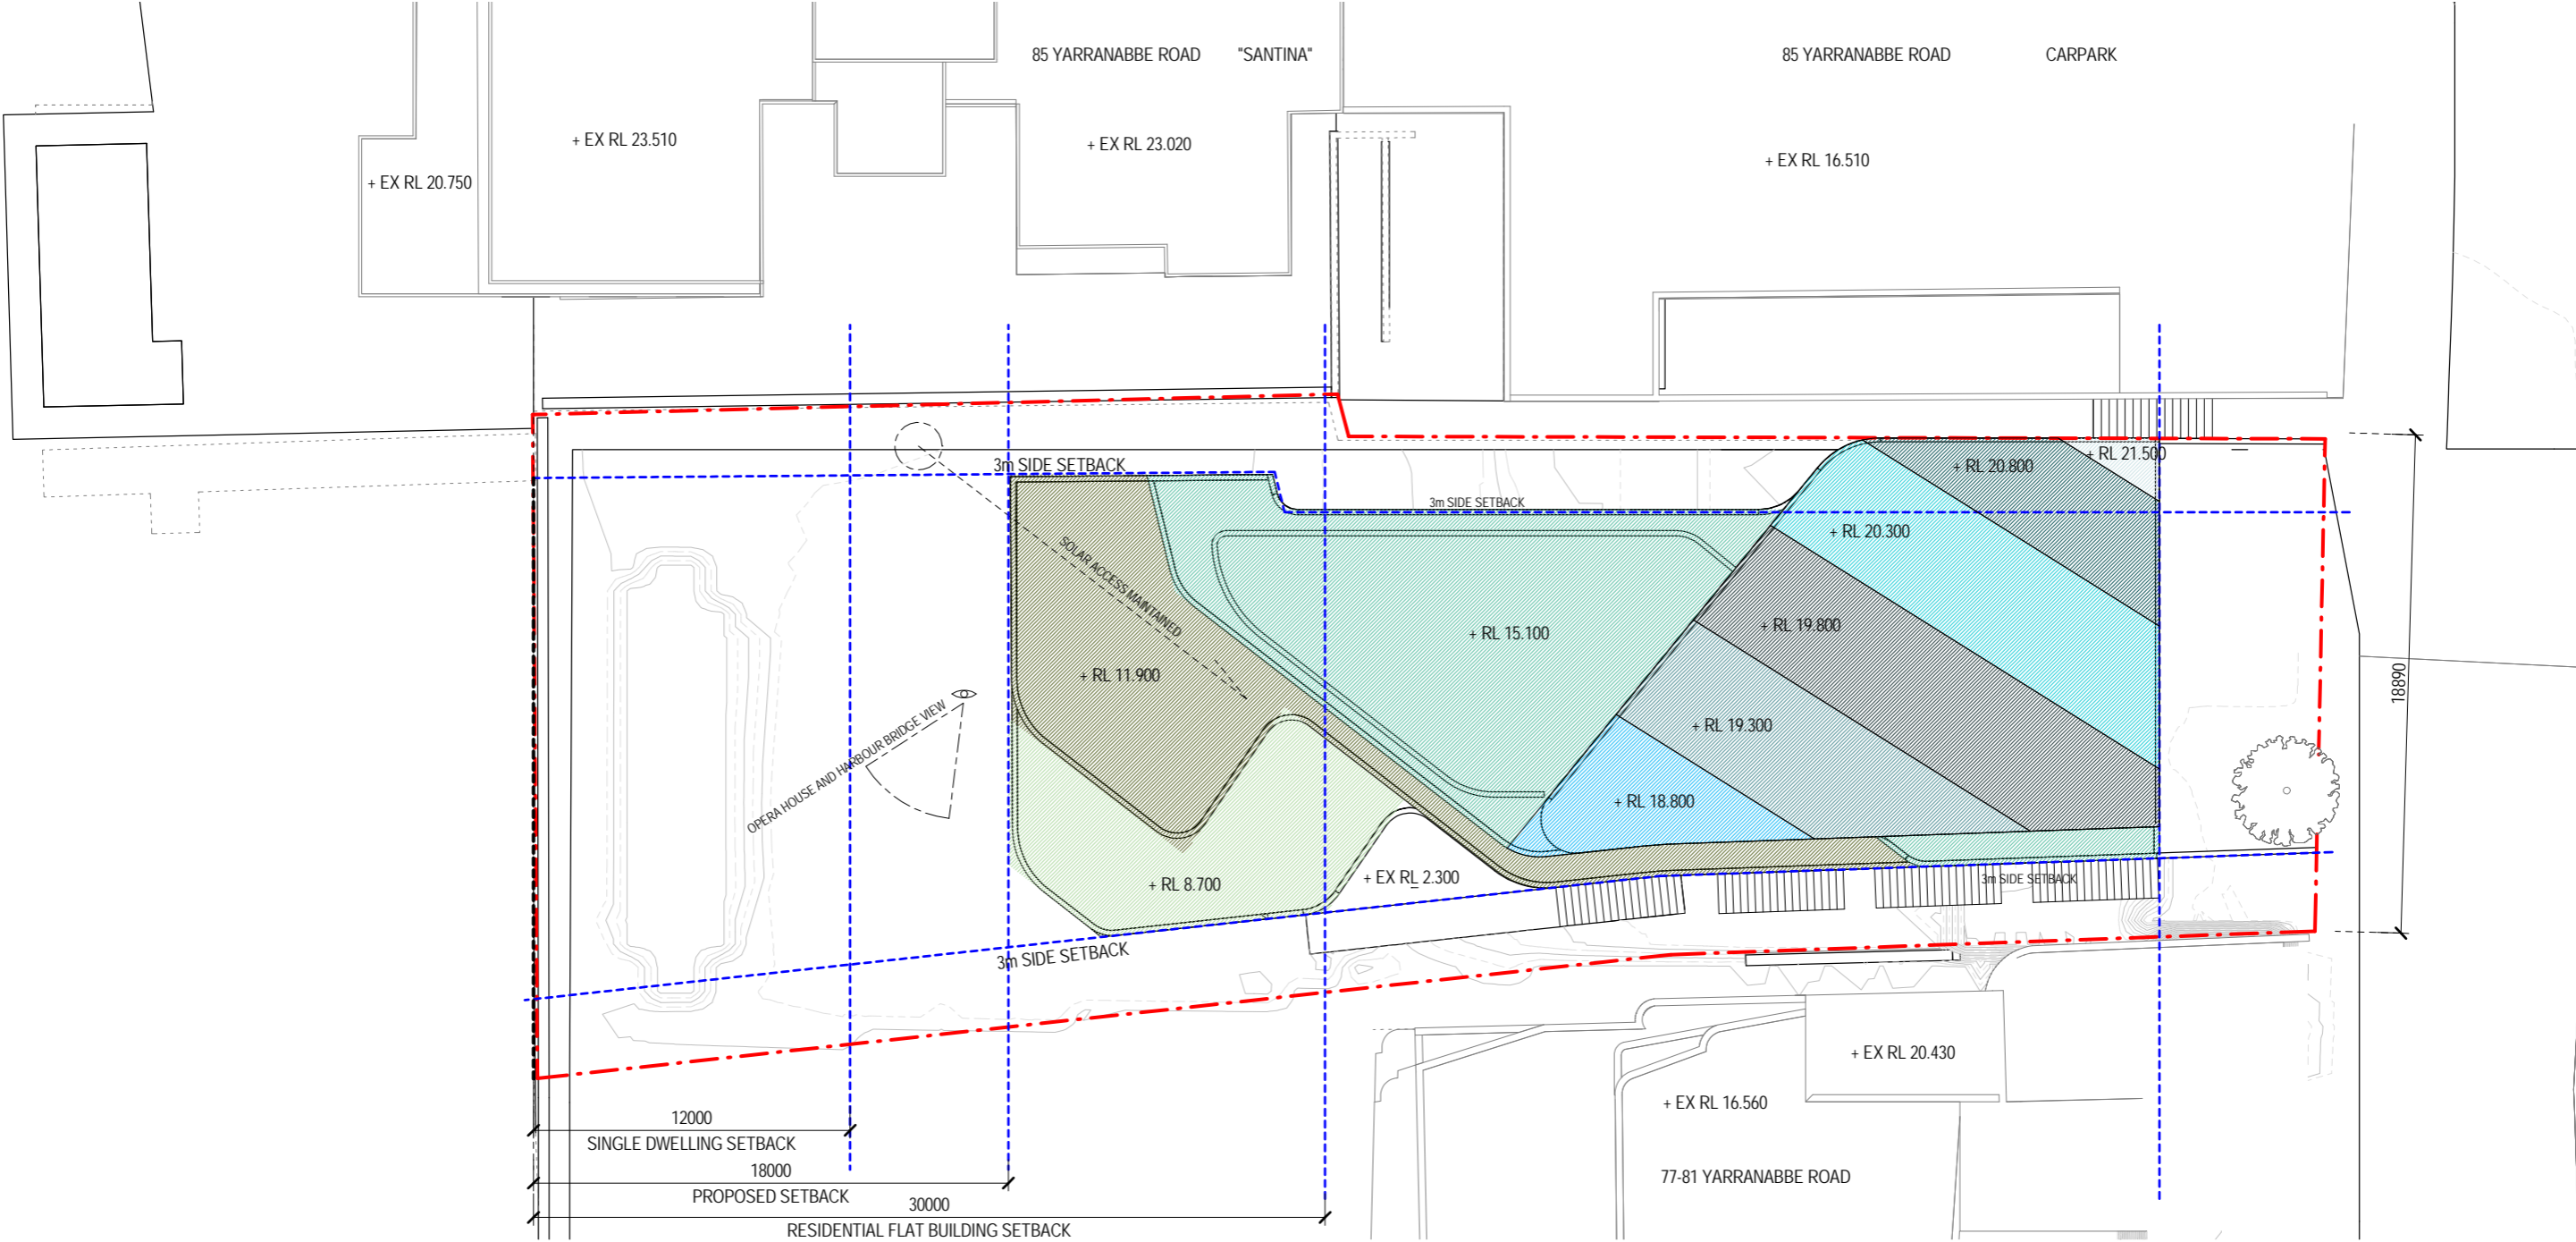 85 YARRANABBE ROAD "SANTINA"
85 YARRANABBE ROAD CARPARK
+ EX RL 23.510
+ EX RL 23.020
+ EX RL 16.510
+ EX RL 20.750
3m SIDE SETBACK
+ RL 21.500
+ RL 20.800
3m SIDE SETBACK
+ RL 20.300
SOLAR ACCESS MAINTAINED
+ RL 15.100
+ RL 19.800
+ RL 11.900
18890
OPERA HOUSE AND HARBOUR BRIDGE VIEW
+ RL 19.300
+ RL 18.800
+ RL 8.700
+ EX RL 2.300
3m SIDE SETBACK
3m SIDE SETBACK
+ EX RL 20.430
+ EX RL 16.560
12000
SINGLE DWELLING SETBACK
18000
PROPOSED SETBACK
77-81 YARRANABBE ROAD
30000
RESIDENTIAL FLAT BUILDING SETBACK